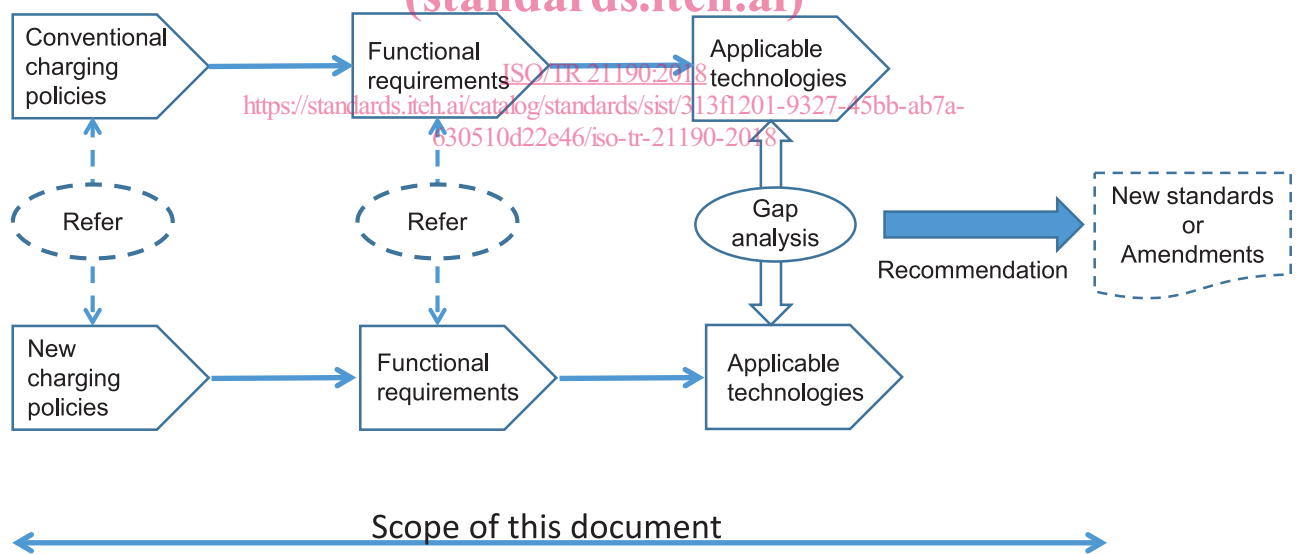 (standards.iteh.ai)
Conventional
charging
policies
Functional
requirements
Applicable
technologies
ISO/TR 21190:2018
https://standards.iteh.ai/catalog/standards/sist/313f1201-9327-45bb-ab7a-
630510d22e46/iso-tr-21190-2018
Refer
Refer
Gap
analysis
Recommendation
New standards
or
Amendments
New
charging
policies
Functional
requirements
Applicable
technologies
Scope of this document